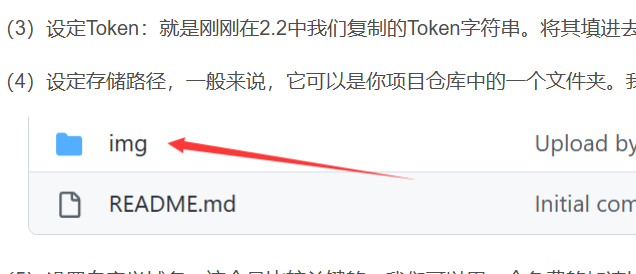 （3）设定Token：就是刚刚在2.2中我们复制的Token字符串。将其填进去
（4）设定存储路径，一般来说，它可以是你项目仓库中的一个文件夹。
img Upload by
README.md Initial com